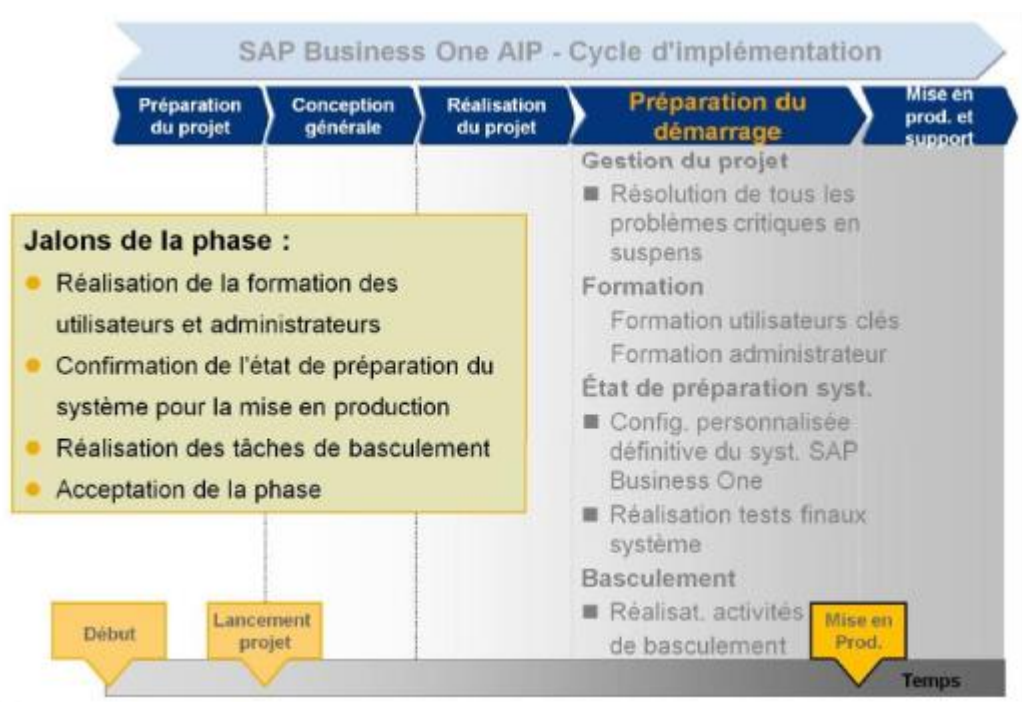 SAP Business One AIP - Cycle d'implémentation
Préparation
du projet
Conception
générale
Réalisation
du projet
Préparation du
démarrage
Mise en
prod. et
support
Jalons de la phase :
Réalisation de la formation des
utilisateurs et administrateurs
Confirmation de l'état de préparation du
système pour la mise en production
Réalisation des tâches de basculement
Acceptation de la phase
Gestion du projet
Résolution de tous les
problèmes critiques en
suspens
Formation
Formation utilisateurs clés
Formation administrateur
État de préparation syst.
Config. personnalisée
définitive du syst. SAP
Business One
Réalisation tests finaux
système
Basculement
Réalisat. activités
de basculement
Début
Lancement
projet
Mise en
Prod.
Temps